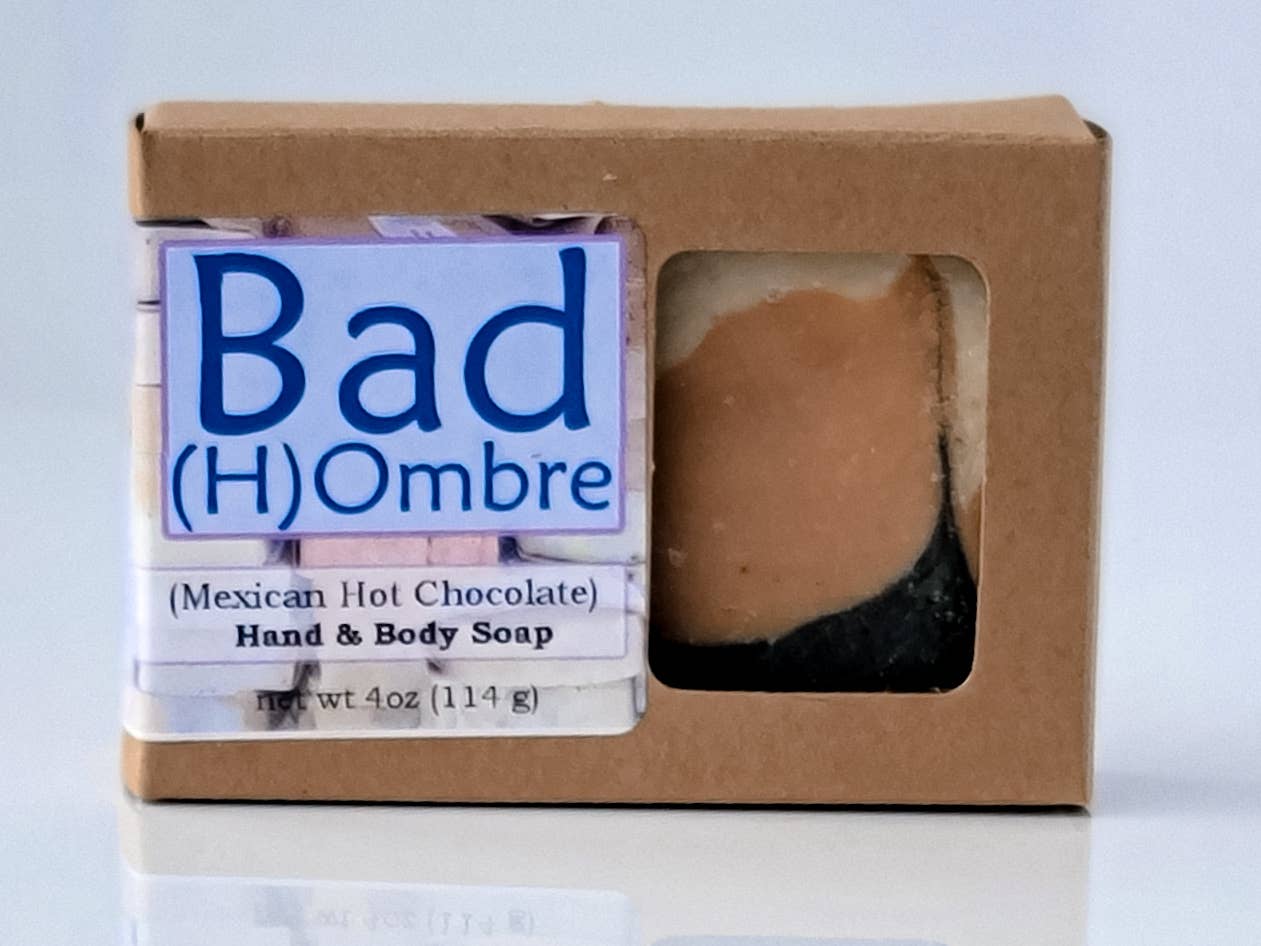 Bad
(H)Ombre
(Mexican Hot Chocolate)
Hand & Body Soap
net wt 4oz (114 g)